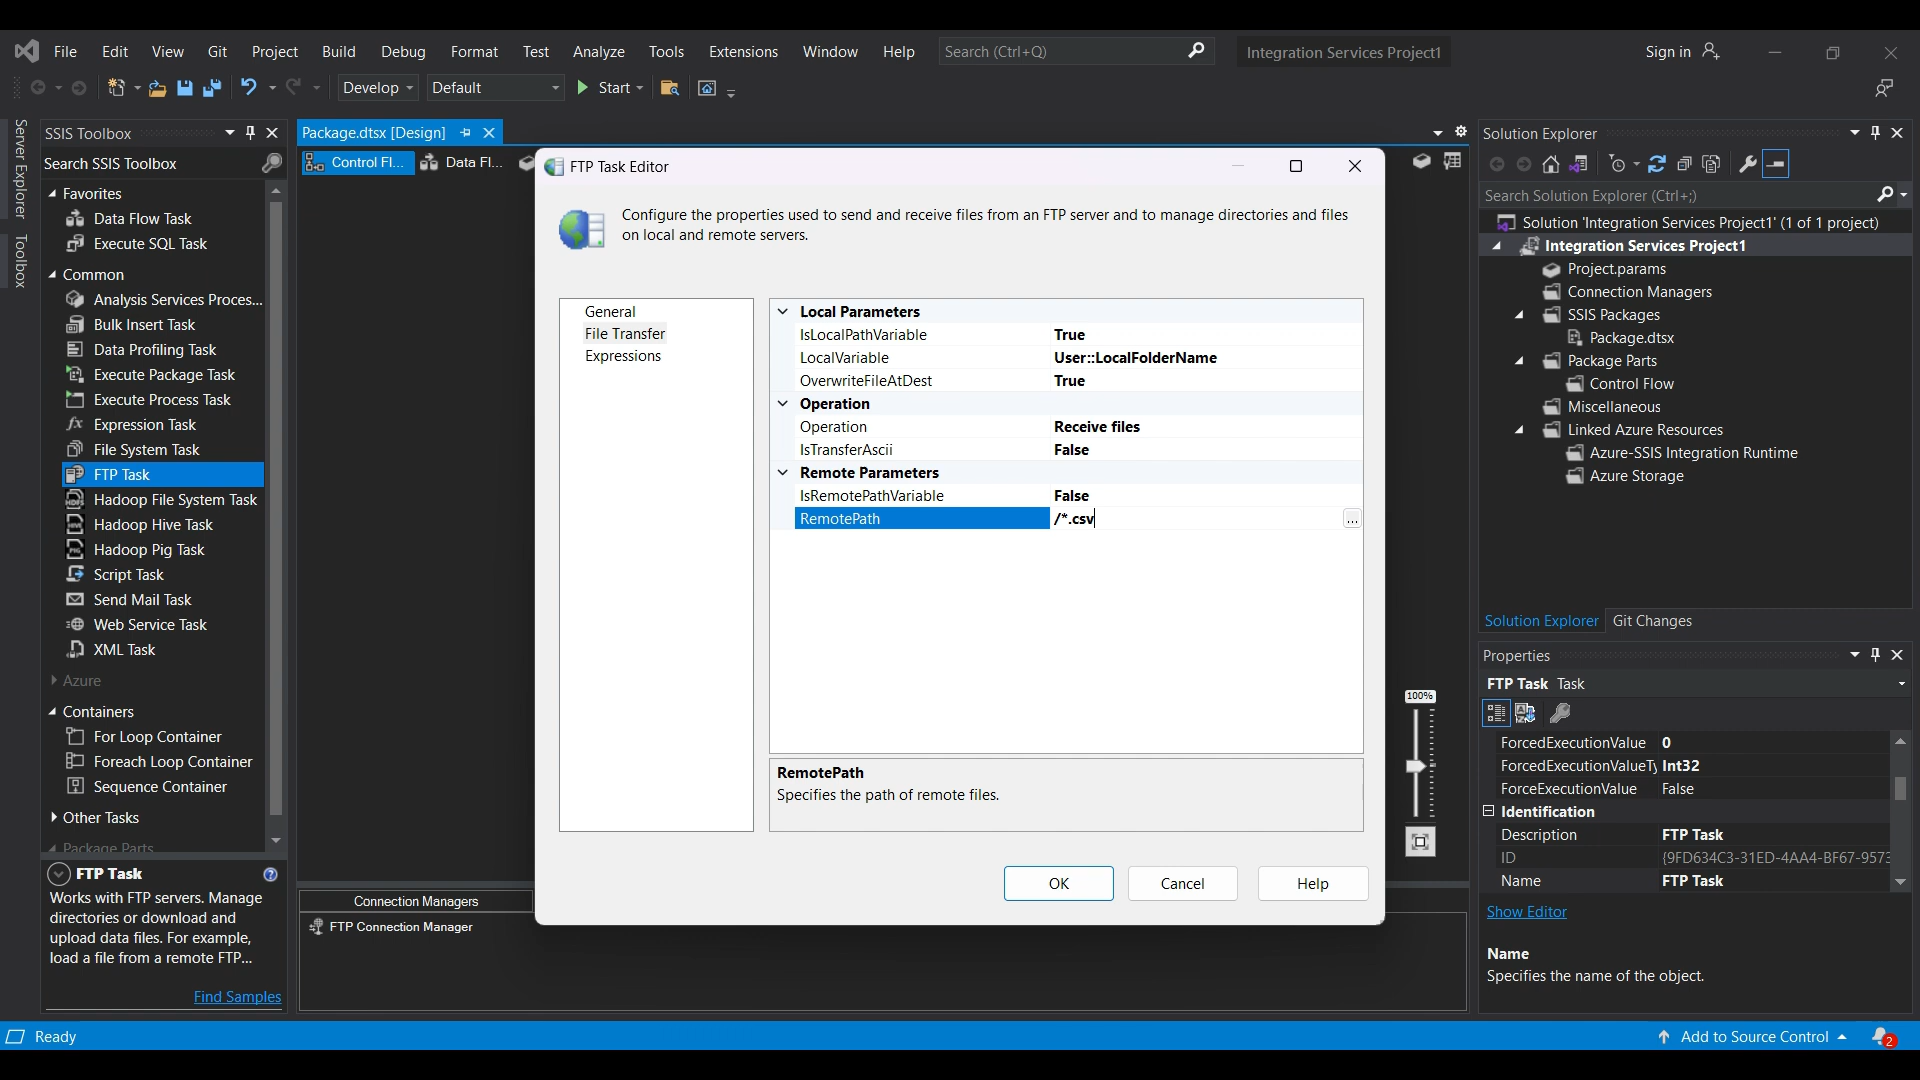 File Edit View Git Project Build Debug Format Test Analyze Tools Extensions Window Help Search (Ctrl+Q) Integration Services Project1 Sign in
Develop Default Start
Server Explorer
Toolbox
SSIS Toolbox
Search SSIS Toolbox
Favorites
Data Flow Task
Execute SQL Task
Common
Analysis Services Proces...
Bulk Insert Task
Data Profiling Task
Execute Package Task
Execute Process Task
Expression Task
File System Task
FTP Task
Hadoop File System Task
Hadoop Hive Task
Hadoop Pig Task
Script Task
Send Mail Task
Web Service Task
XML Task
Azure
Containers
For Loop Container
Foreach Loop Container
Sequence Container
Other Tasks
Package Parts
FTP Task
Works with FTP servers. Manage
directories or download and
upload data files. For example,
load a file from a remote FTP...
Find Samples
Package.dtsx [Design]
Control Fl... Data Fl...
FTP Task Editor
Configure the properties used to send and receive files from an FTP server and to manage directories and files
on local and remote servers.
General
File Transfer
Expressions
Local Parameters
IsLocalPathVariable True
LocalVariable User::LocalFolderName
OverwriteFileAtDest True
Operation
Operation Receive files
IsTransferAscii False
Remote Parameters
IsRemotePathVariable False
RemotePath /*.csv ...
RemotePath
Specifies the path of remote files.
OK Cancel Help
100%
Connection Managers
FTP Connection Manager
Solution Explorer
Search Solution Explorer (Ctrl+;)
Solution 'Integration Services Project1' (1 of 1 project)
Integration Services Project1
Project.params
Connection Managers
SSIS Packages
Package.dtsx
Package Parts
Control Flow
Miscellaneous
Linked Azure Resources
Azure-SSIS Integration Runtime
Azure Storage
Solution Explorer Git Changes
Properties
FTP Task Task
ForcedExecutionValue 0
ForcedExecutionValueTy Int32
ForceExecutionValue False
Identification
Description FTP Task
ID {9FD634C3-31ED-4AA4-BF67-9573
Name FTP Task
Show Editor
Name
Specifies the name of the object.
Ready Add to Source Control 2